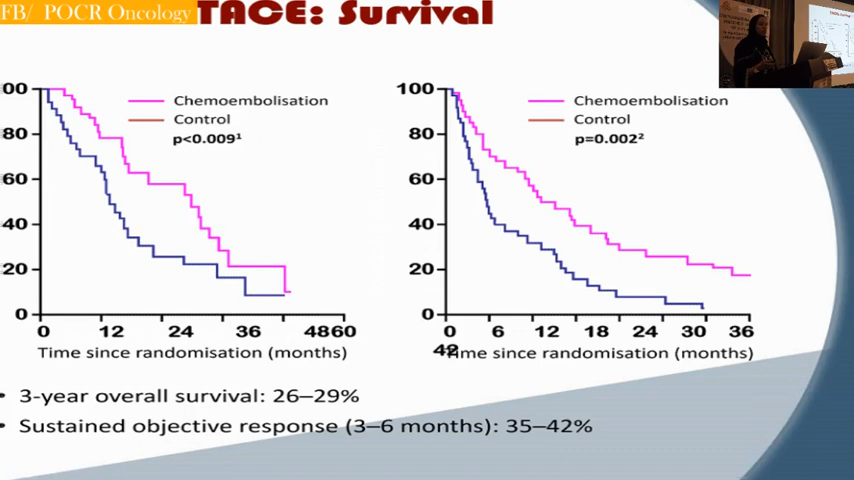 FB/ POCR Oncology
TACE: Survival
00
80
60
40
20
0
Chemoembolisation
Control
p<0.009¹
0 12 24 36 4860
Time since randomisation (months)
100
80
60
40
20
0
Chemoembolisation
Control
p=0.002²
0 6 12 18 24 30 36
42
Time since randomisation (months)
• 3-year overall survival: 26–29%
• Sustained objective response (3–6 months): 35–42%